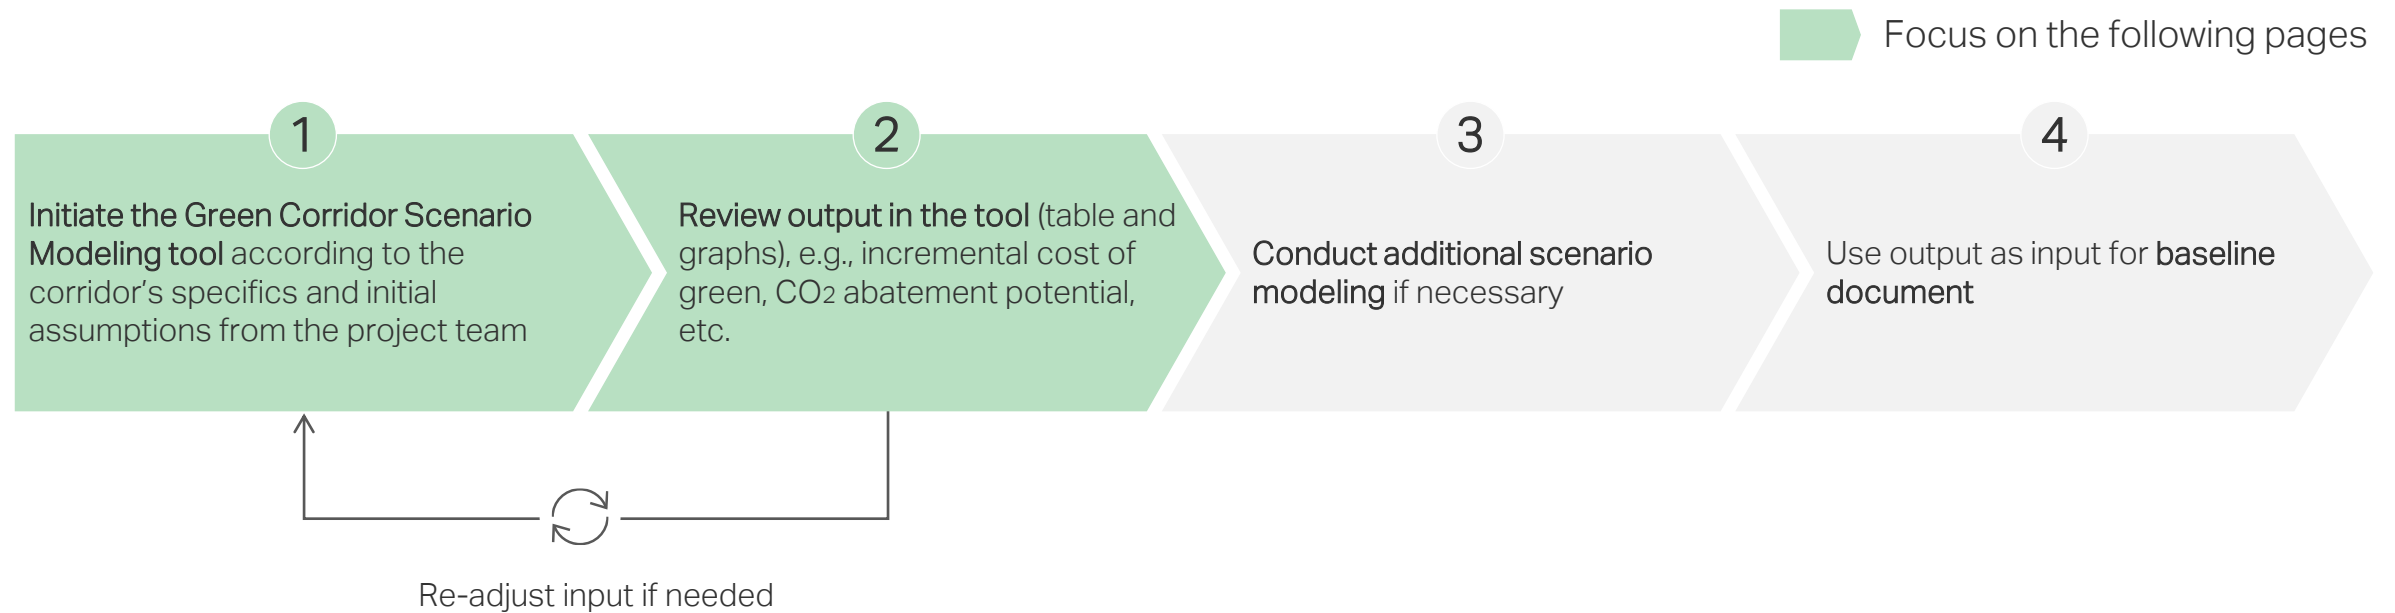 Focus on the following pages
1
Initiate the Green Corridor Scenario
Modeling tool according to the
corridor's specifics and initial
assumptions from the project team
2
Review output in the tool (table and
graphs), e.g., incremental cost of
green, CO2 abatement potential,
etc.
3
Conduct additional scenario
modeling if necessary
4
Use output as input for baseline
document
Re-adjust input if needed